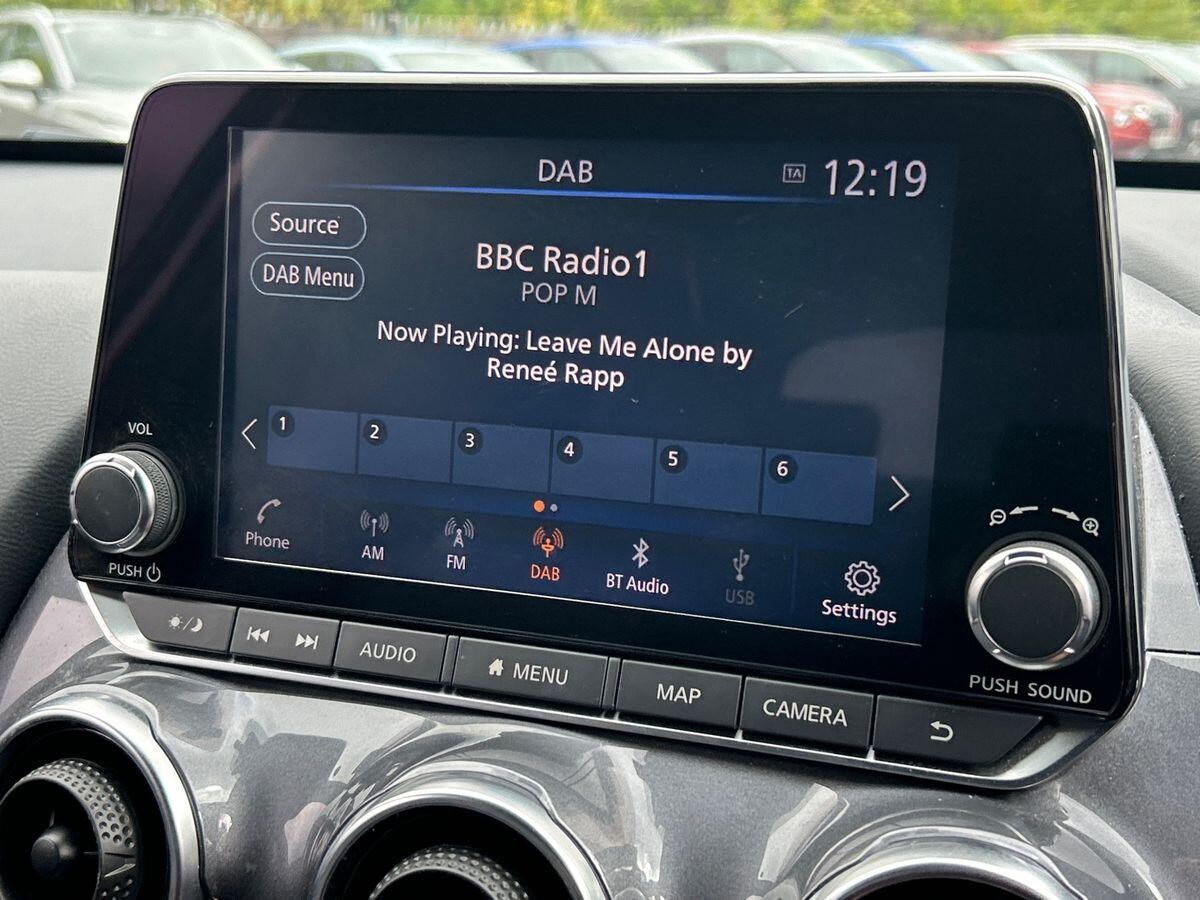 DAB
TA 12:19
Source
BBC Radio1
DAB Menu
POP M
Now Playing: Leave Me Alone by
Reneé Rapp
1 2 3 4 5 6
VOL
Phone
AM
FM
DAB
BT Audio
USB
Settings
PUSH
AUDIO
MENU
MAP
CAMERA
PUSH SOUND